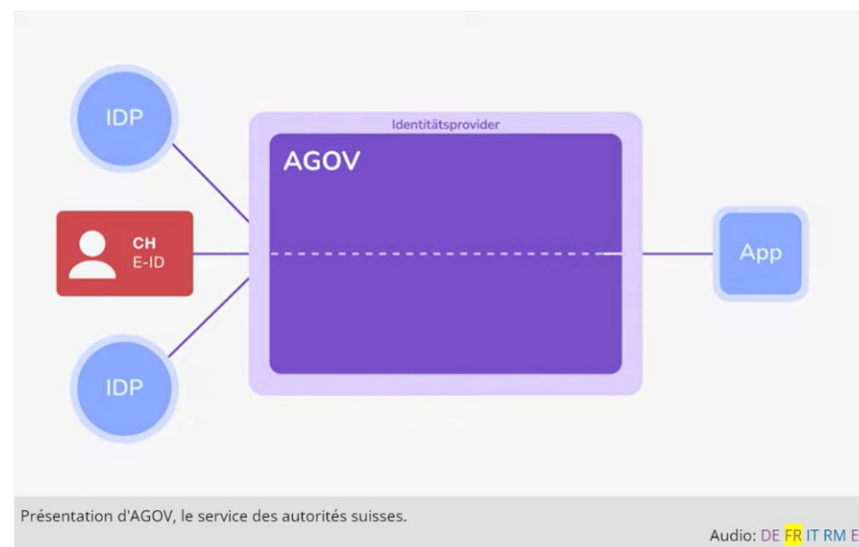 IDP
Identitätsprovider
AGOV
CH
E-ID
App
IDP
Présentation d'AGOV, le service des autorités suisses.
Audio: DE FR IT RM E